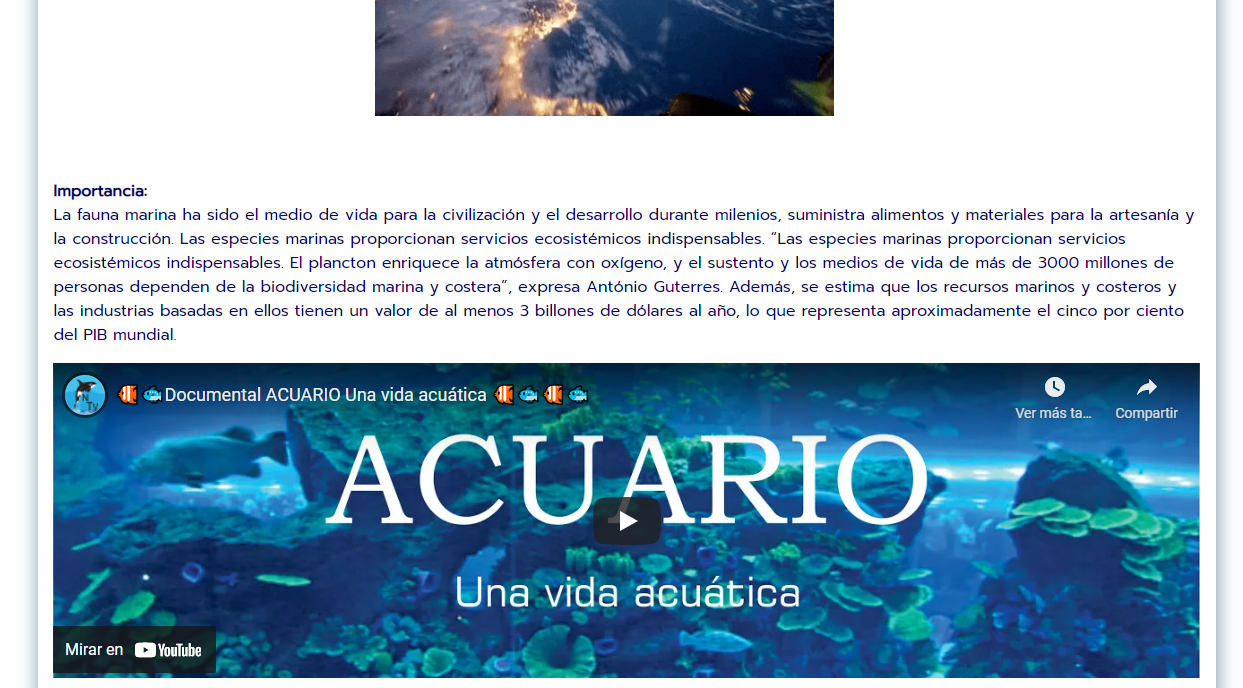 Importancia:
La fauna marina ha sido el medio de vida para la civilización y el desarrollo durante milenios, suministra alimentos y materiales para la artesanía y
la construcción. Las especies marinas proporcionan servicios ecosistémicos indispensables. “Las especies marinas proporcionan servicios
ecosistémicos indispensables. El plancton enriquece la atmósfera con oxígeno, y el sustento y los medios de vida de más de 3000 millones de
personas dependen de la biodiversidad marina y costera”, expresa António Guterres. Además, se estima que los recursos marinos y costeros y
las industrias basadas en ellos tienen un valor de al menos 3 billones de dólares al año, lo que representa aproximadamente el cinco por ciento
del PIB mundial.
Tv
🐠🐟Documental ACUARIO Una vida acuática 🐠🐟🐠🐟
Ver más ta...
Compartir
ACUARIO
Una vida acuática
Mirar en YouTube